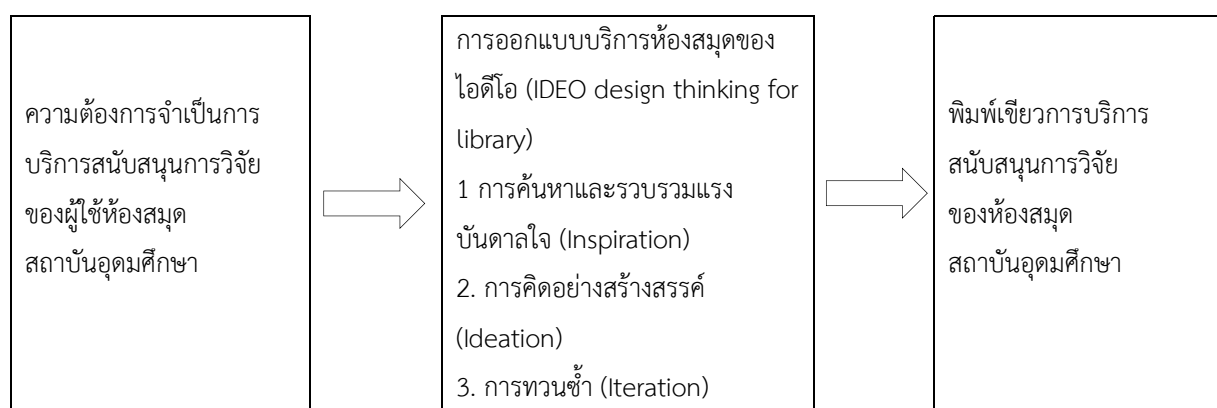 ความต้องการจำเป็นการ
บริการสนับสนุนการวิจัย
ของผู้ใช้ห้องสมุด
สถาบันอุดมศึกษา
การออกแบบบริการห้องสมุดของ
ไอดีโอ (IDEO design thinking for
library)
1 การค้นหาและรวบรวมแรง
บันดาลใจ (Inspiration)
2. การคิดอย่างสร้างสรรค์
(Ideation)
3. การทวนซ้ำ (Iteration)
พิมพ์เขียวการบริการ
สนับสนุนการวิจัย
ของห้องสมุด
สถาบันอุดมศึกษา